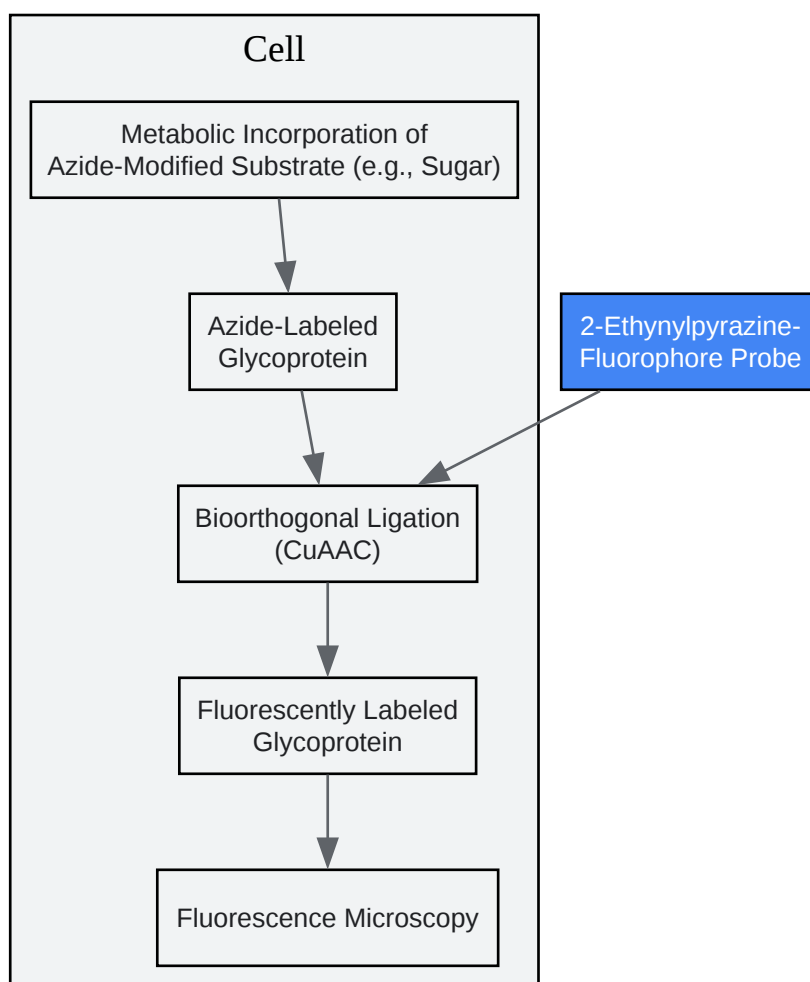 Cell
Metabolic Incorporation of
Azide-Modified Substrate (e.g., Sugar)
Azide-Labeled
Glycoprotein
2-Ethynylpyrazine-
Fluorophore Probe
Bioorthogonal Ligation
(CuAAC)
Fluorescently Labeled
Glycoprotein
Fluorescence Microscopy